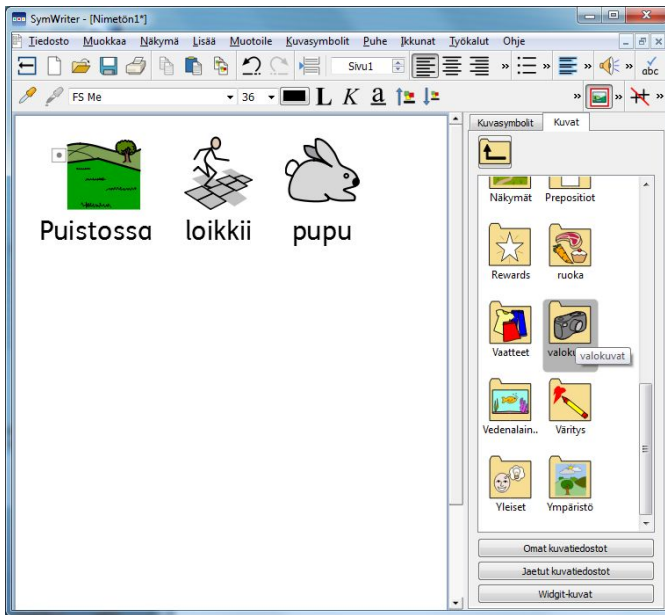 SymWriter - [Nimetön1*]
Tiedosto Muokkaa Näkymä Lisää Muotoile Kuvasymbolit Puhe Ikkunat Työkalut Ohje
Sivu1 » » » abc
FS Me 36 L K a » »
Kuvasymbolit Kuvat
Puistossa loikkii pupu
Näkymät Prepositiot
Rewards ruoka
Vaatteet valokuvat
Vedenalain.. Väritys
Yleiset Ympäristö
Omat kuvatiedostot
Jaetut kuvatiedostot
Widgit-kuvat